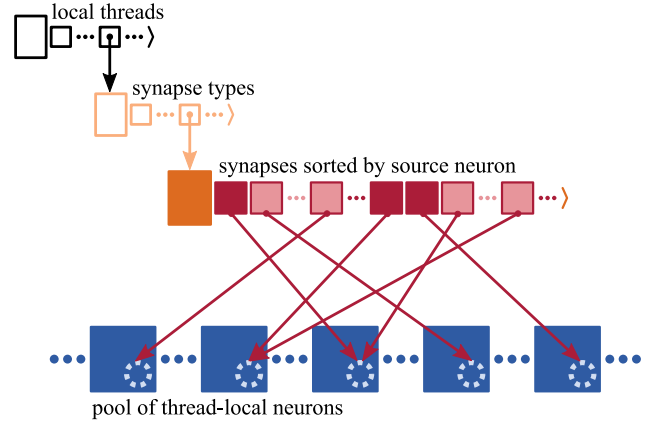 local threads
synapse types
synapses sorted by source neuron
pool of thread-local neurons